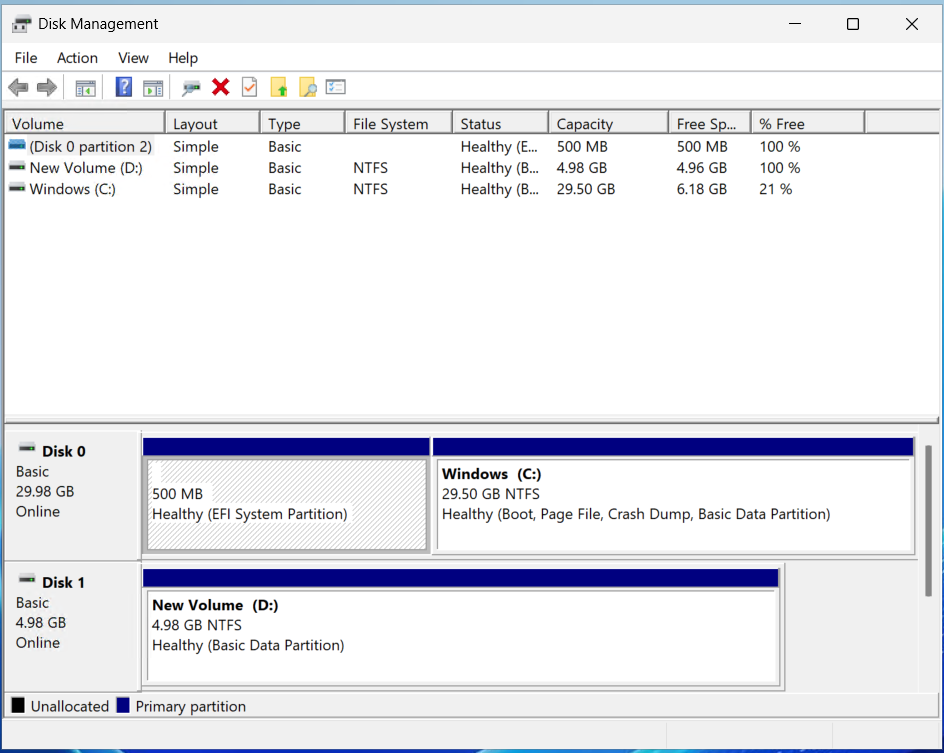 Disk Management
File Action View Help
Volume Layout Type File System Status Capacity Free Sp... % Free
(Disk 0 partition 2) Simple Basic Healthy (E... 500 MB 500 MB 100 %
New Volume (D:) Simple Basic NTFS Healthy (B... 4.98 GB 4.96 GB 100 %
Windows (C:) Simple Basic NTFS Healthy (B... 29.50 GB 6.18 GB 21 %
Disk 0
Basic
29.98 GB
Online
500 MB
Healthy (EFI System Partition)
Windows (C:)
29.50 GB NTFS
Healthy (Boot, Page File, Crash Dump, Basic Data Partition)
Disk 1
Basic
4.98 GB
Online
New Volume (D:)
4.98 GB NTFS
Healthy (Basic Data Partition)
Unallocated Primary partition